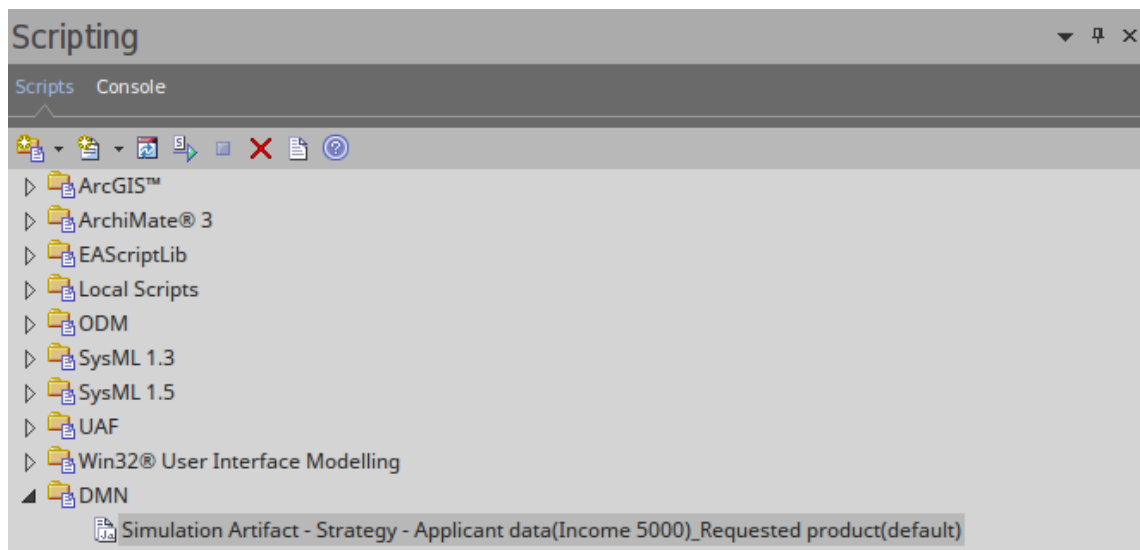 Scripting
Scripts Console
ArcGIS™
ArchiMate® 3
EAScriptLib
Local Scripts
ODM
SysML 1.3
SysML 1.5
UAF
Win32® User Interface Modelling
DMN
Simulation Artifact - Strategy - Applicant data(Income 5000)_Requested product(default)